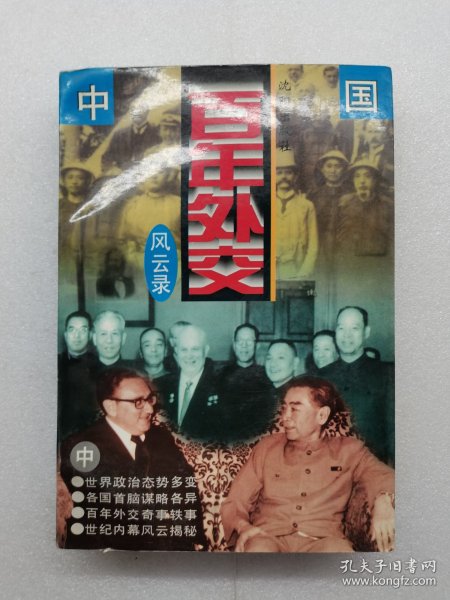 中
国
百年外交
风云录
沈
出版社
中
●世界政治态势多变
●各国首脑谋略各异
●百年外交奇事轶事
●世纪内幕风云揭秘
孔夫子旧书网
www.kongfz.com